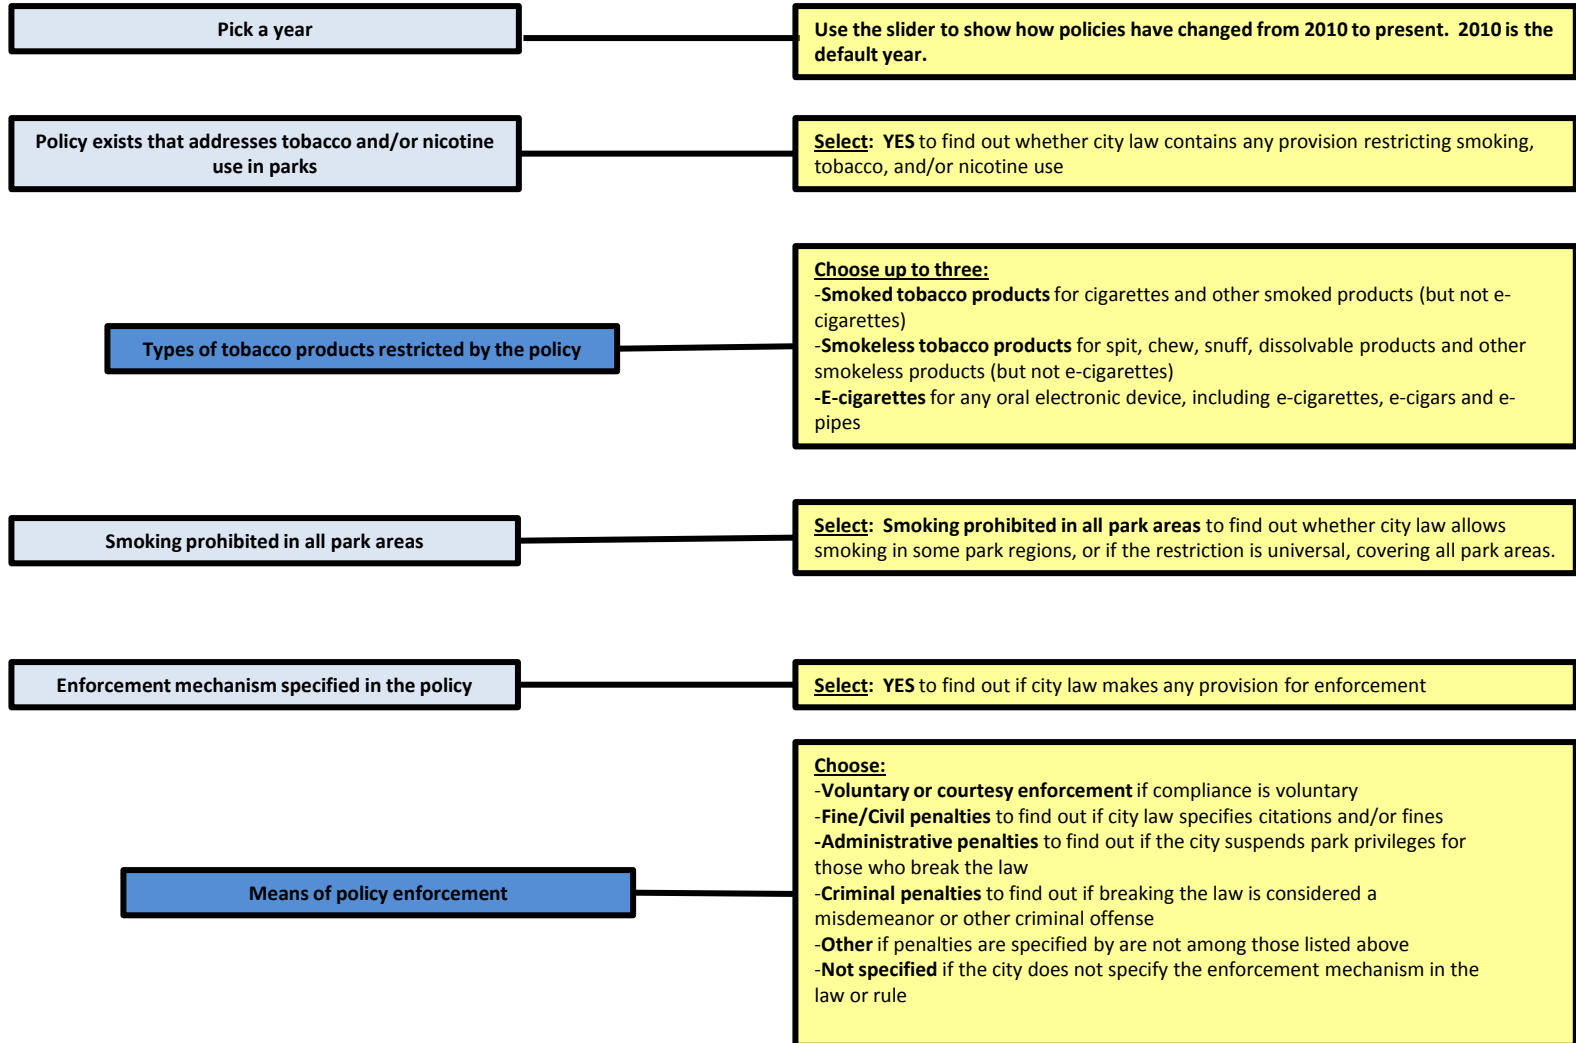 Pick a year
Use the slider to show how policies have changed from 2010 to present.  2010 is the
default year.
Policy exists that addresses tobacco and/or nicotine
use in parks
Select:  YES to find out whether city law contains any provision restricting smoking,
tobacco, and/or nicotine use
Types of tobacco products restricted by the policy
Choose up to three:
-Smoked tobacco products for cigarettes and other smoked products (but not e-
cigarettes)
-Smokeless tobacco products for spit, chew, snuff, dissolvable products and other
smokeless products (but not e-cigarettes)
-E-cigarettes for any oral electronic device, including e-cigarettes, e-cigars and e-
pipes
Smoking prohibited in all park areas
Select:  Smoking prohibited in all park areas to find out whether city law allows
smoking in some park regions, or if the restriction is universal, covering all park areas.
Enforcement mechanism specified in the policy
Select:  YES to find out if city law makes any provision for enforcement
Means of policy enforcement
Choose:
-Voluntary or courtesy enforcement if compliance is voluntary
-Fine/Civil penalties to find out if city law specifies citations and/or fines
-Administrative penalties to find out if the city suspends park privileges for
those who break the law
-Criminal penalties to find out if breaking the law is considered a
misdemeanor or other criminal offense
-Other if penalties are specified by are not among those listed above
-Not specified if the city does not specify the enforcement mechanism in the
law or rule